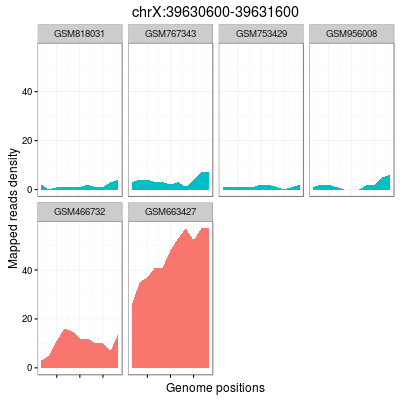 chrX:39630600-39631600
GSM818031 GSM767343 GSM753429 GSM956008
40
20
0
GSM466732 GSM663427
40
20
0
Mapped reads density
Genome positions